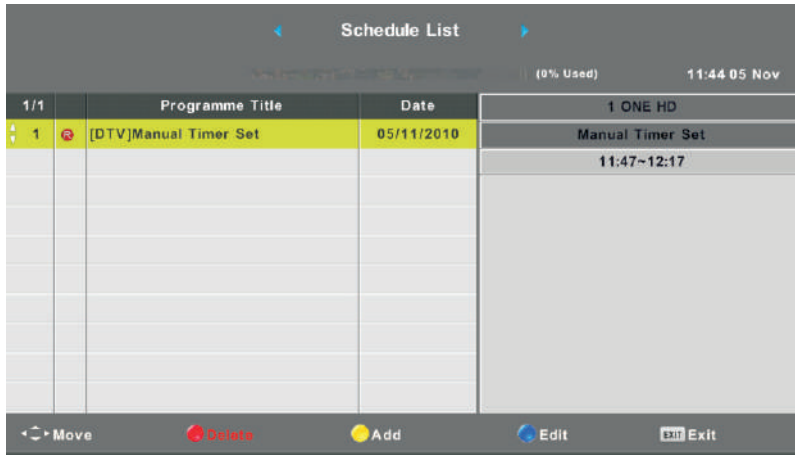 Schedule List
(0% Used) 11:44 05 Nov
1/1 Programme Title Date 1 ONE HD
1 R [DTV]Manual Timer Set 05/11/2010 Manual Timer Set
11:47~12:17
Move Delete Add Edit EXIT Exit